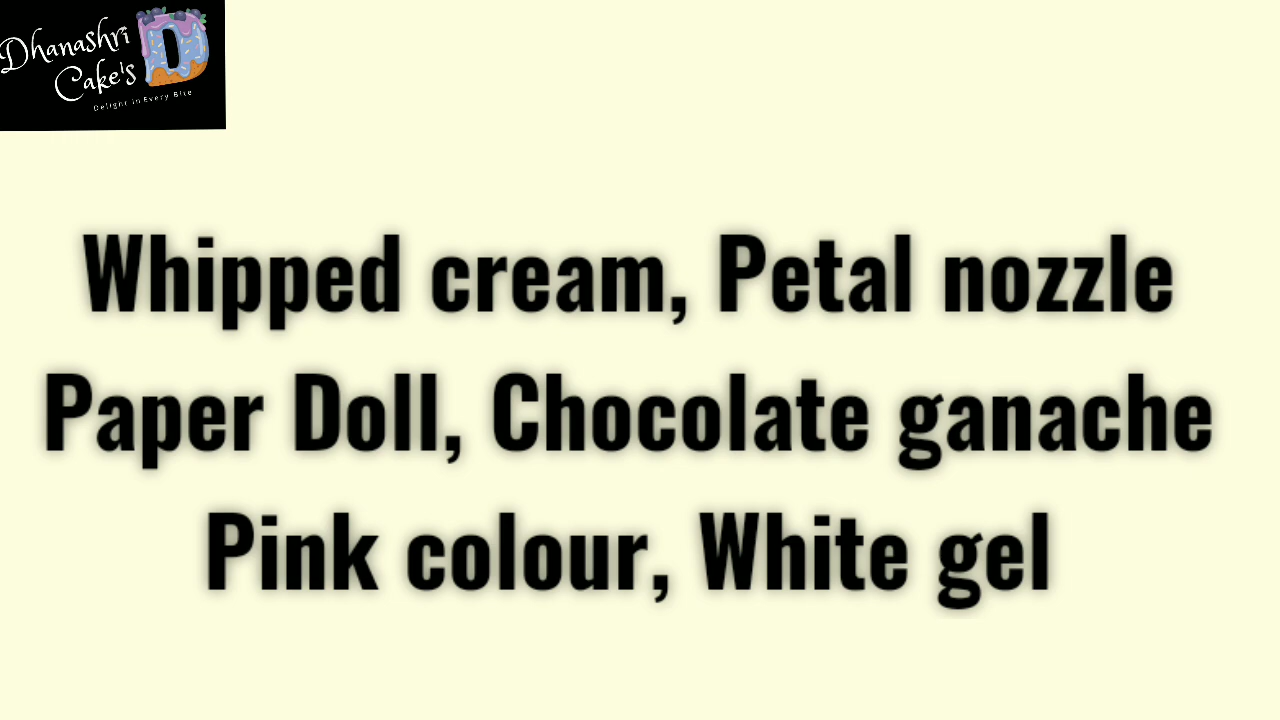 Dhanashri
Cake's
Delight in Every Bite
Whipped cream, Petal nozzle
Paper Doll, Chocolate ganache
Pink colour, White gel